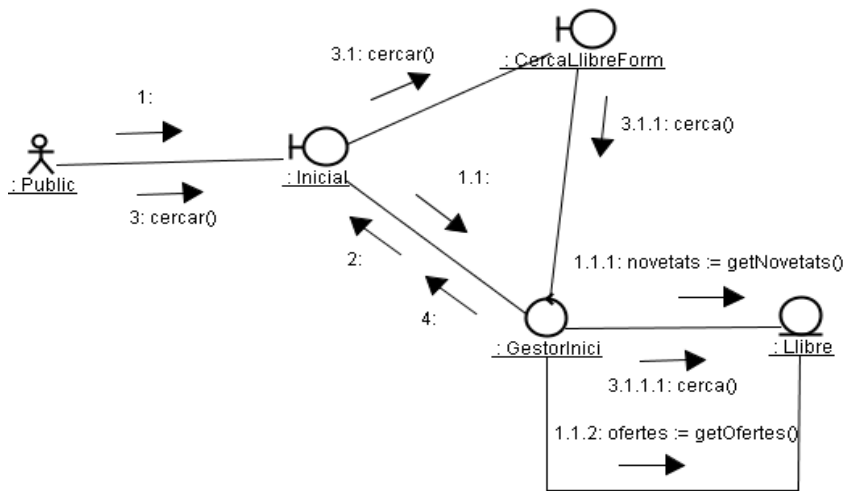 3.1: cercar()
: CercaLlibreForm
1:
3.1.1: cerca()
: Public
: Inicial
1.1:
3: cercar()
2:
1.1.1: novetats := getNovetats()
4:
: GestorInici
: Llibre
3.1.1.1: cerca()
1.1.2: ofertes := getOfertes()